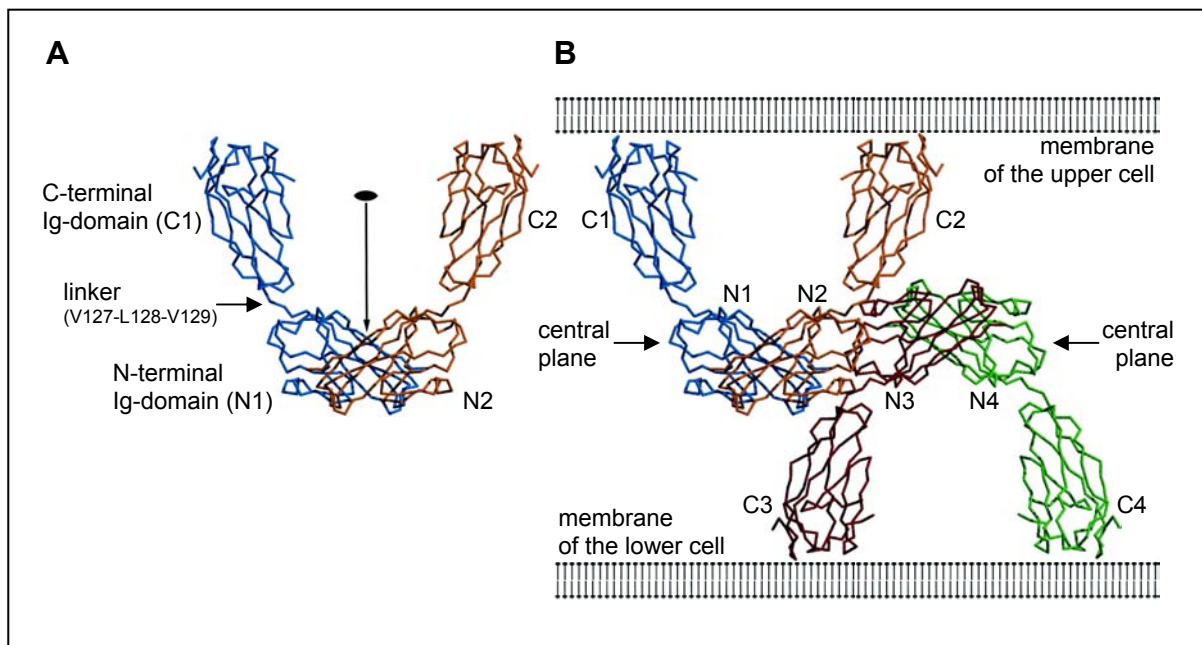 A
C-terminal
Ig-domain (C1)
C2
linker
(V127-L128-V129)
N-terminal
Ig-domain (N1)
N2
B
membrane
of the upper cell
C1
C2
N1
N2
central
plane
central
plane
N3
N4
C3
C4
membrane
of the lower cell